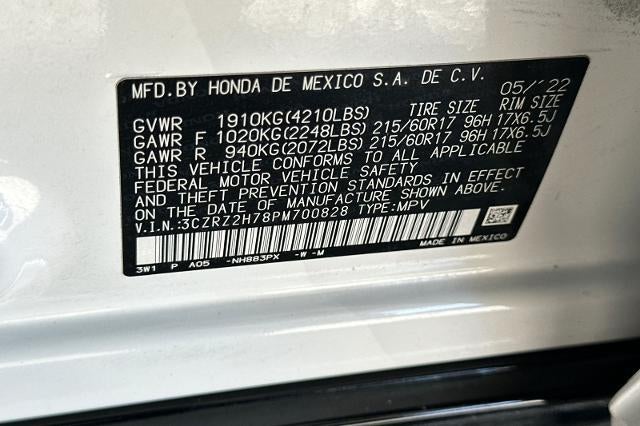 MFD.BY HONDA DE MEXICO S.A. DE C.V. 05/'22
TIRE SIZE RIM SIZE
GVWR 1910KG(4210LBS)
GAWR F 1020KG(2248LBS) 215/60R17 96H 17X6.5J
GAWR R 940KG(2072LBS) 215/60R17 96H 17X6.5J
THIS VEHICLE CONFORMS TO ALL APPLICABLE
FEDERAL MOTOR VEHICLE SAFETY
AND THEFT PREVENTION STANDARDS IN EFFECT
ON THE DATE OF MANUFACTURE SHOWN ABOVE.
V.I.N.:3CZRZ2H78PM700828 TYPE:MPV
MADE IN MEXICO
3W1 P A05 -NH883PX -W -M